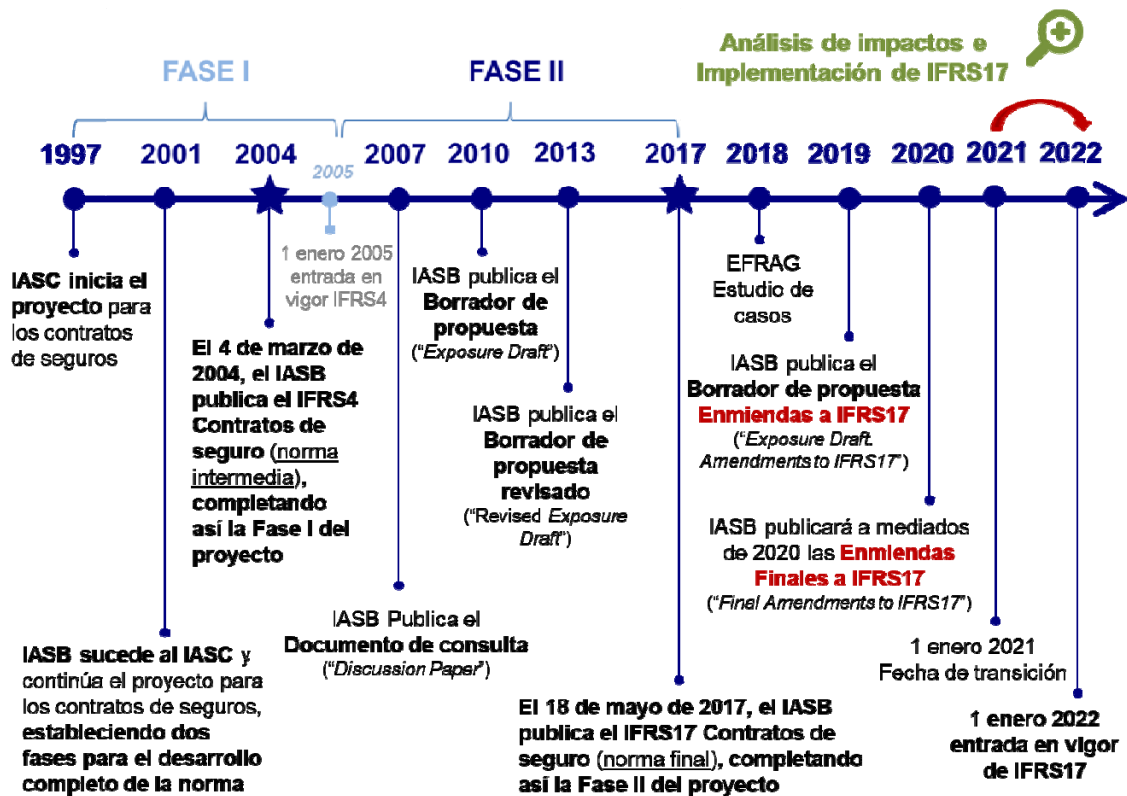 Análisis de impactos e
Implementación de IFRS17
FASE I
FASE II
1997
2001
2004
2005
2007
2010
2013
2017
2018
2019
2020
2021
2022
IASC inicia el
proyecto para
los contratos
de seguros
IASB sucede al IASC y
continúa el proyecto para
los contratos de seguros,
estableciendo dos
fases para el desarrollo
completo de la norma
El 4 de marzo de
2004, el IASB
publica el IFRS4
Contratos de
seguro (norma
intermedia),
completando
así la Fase I del
proyecto
1 enero 2005
entrada en
vigor IFRS4
IASB Publica el
Documento de consulta
("Discussion Paper")
IASB publica el
Borrador de
propuesta
("Exposure Draft")
IASB publica el
Borrador de
propuesta
revisado
("Revised Exposure
Draft")
El 18 de mayo de 2017, el IASB
publica el IFRS17 Contratos de
seguro (norma final), completando
así la Fase II del proyecto
EFRAG
Estudio de
casos
IASB publica el
Borrador de propuesta
Enmiendas a IFRS17
("Exposure Draft.
Amendments to IFRS17")
IASB publicará a mediados
de 2020 las Enmiendas
Finales a IFRS17
("Final Amendments to IFRS17")
1 enero 2021
Fecha de transición
1 enero 2022
entrada en vigor
de IFRS17